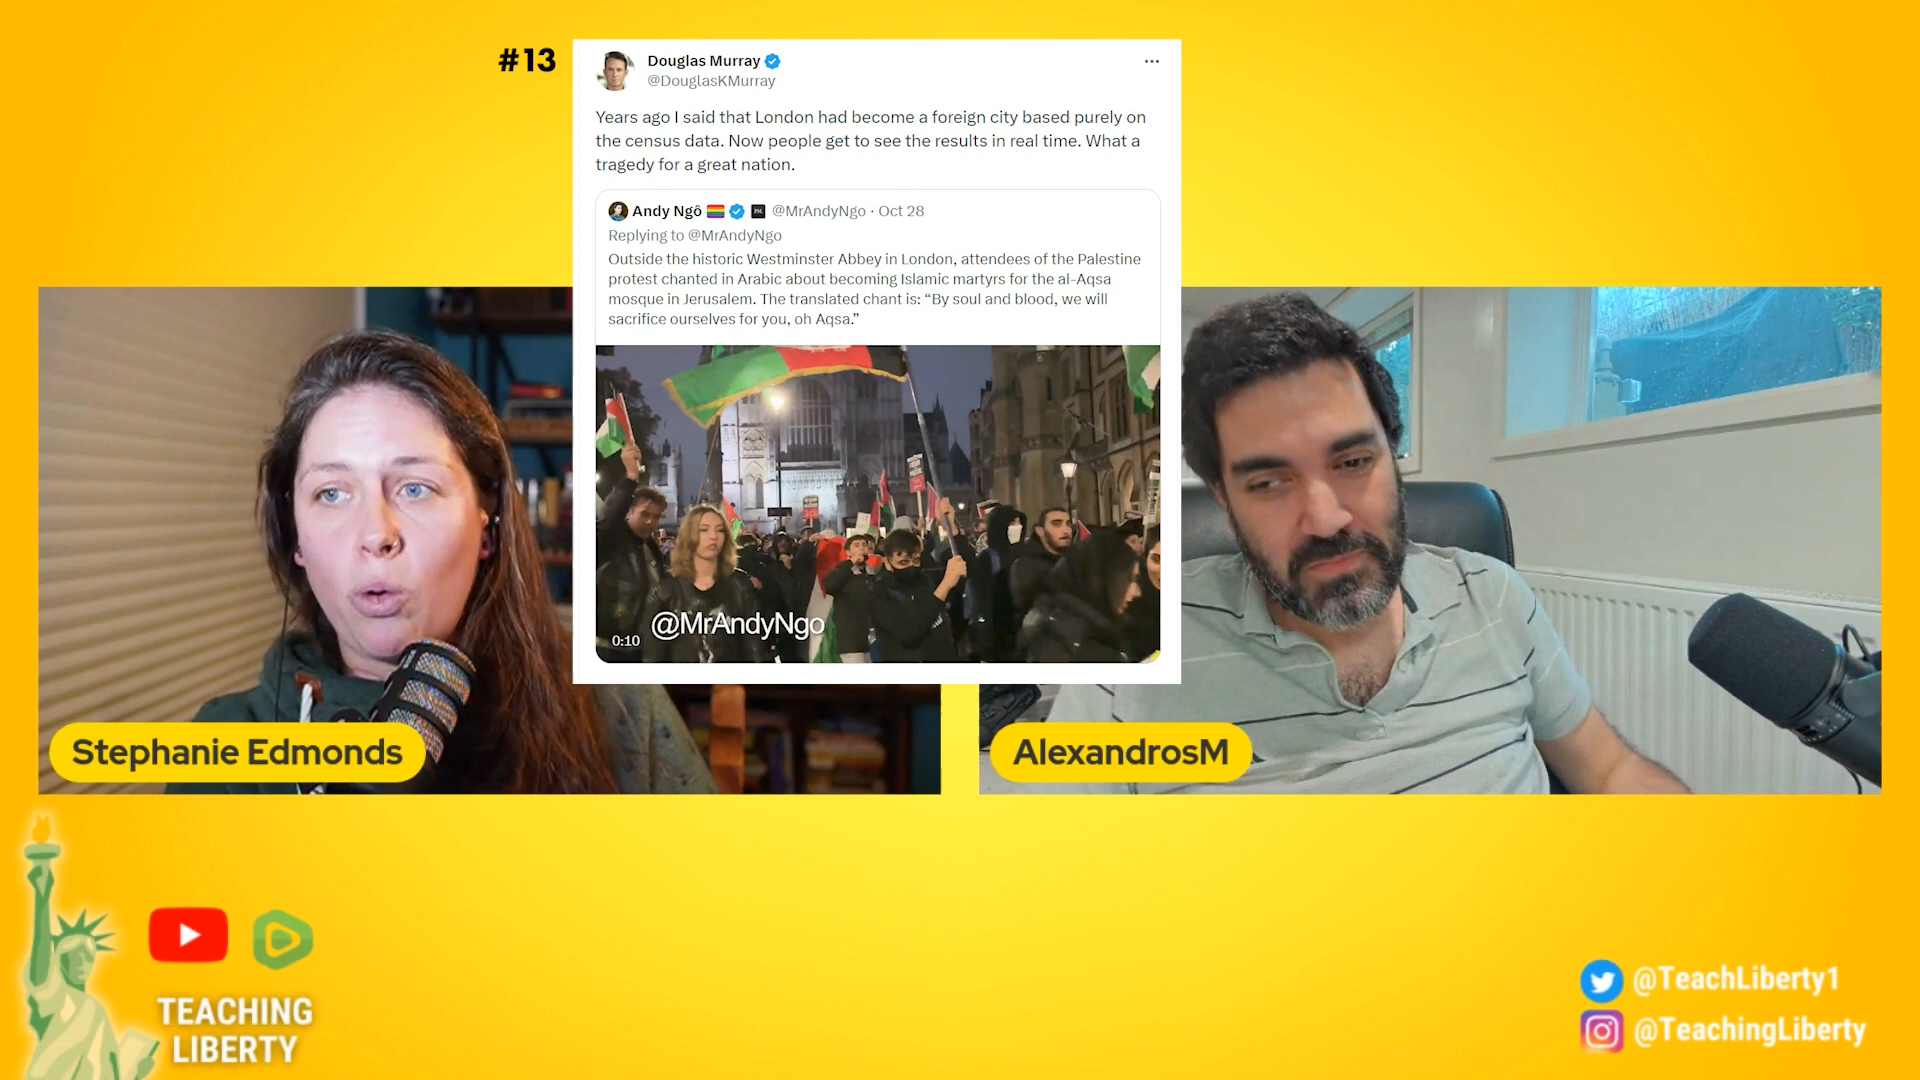 #13
Douglas Murray
@DouglasKMurray
Years ago I said that London had become a foreign city based purely on
the census data. Now people get to see the results in real time. What a
tragedy for a great nation.
Andy Ngô @MrAndyNgo · Oct 28
Replying to @MrAndyNgo
Outside the historic Westminster Abbey in London, attendees of the Palestine
protest chanted in Arabic about becoming Islamic martyrs for the al-Aqsa
mosque in Jerusalem. The translated chant is: “By soul and blood, we will
sacrifice ourselves for you, oh Aqsa.”
@MrAndyNgo
0:10
Stephanie Edmonds
AlexandrosM
TEACHING
LIBERTY
@TeachLiberty1
@TeachingLiberty